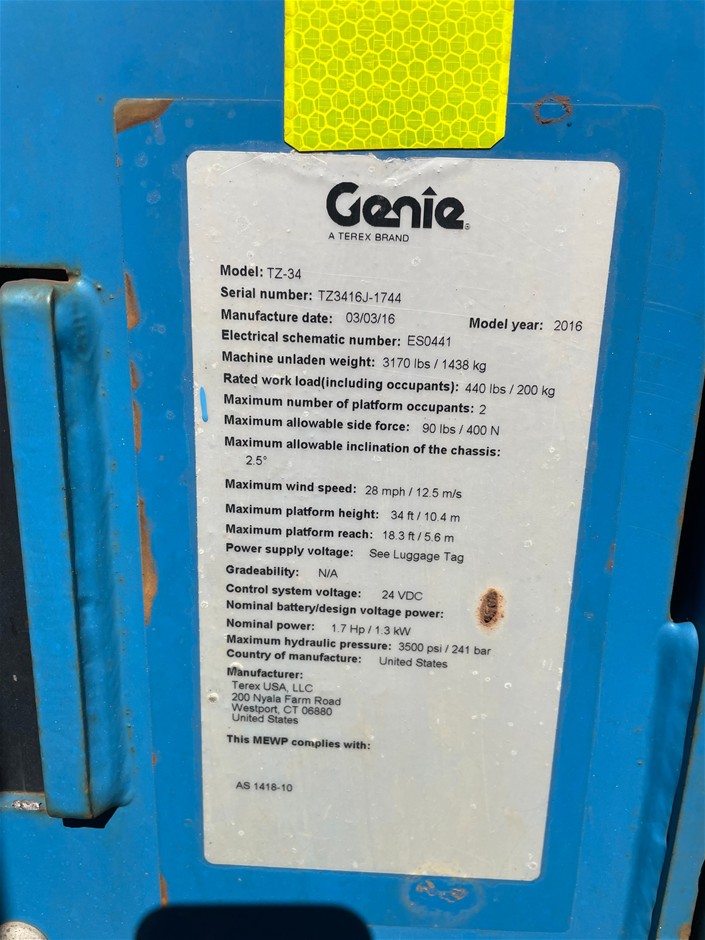 Genie
A TEREX BRAND
Model: TZ-34
Serial number: TZ3416J-1744
Manufacture date: 03/03/16 Model year: 2016
Electrical schematic number: ES0441
Machine unladen weight: 3170 lbs / 1438 kg
Rated work load(including occupants): 440 lbs / 200 kg
Maximum number of platform occupants: 2
Maximum allowable side force: 90 lbs / 400 N
Maximum allowable inclination of the chassis:
2.5°
Maximum wind speed: 28 mph / 12.5 m/s
Maximum platform height: 34 ft / 10.4 m
Maximum platform reach: 18.3 ft / 5.6 m
Power supply voltage: See Luggage Tag
Gradeability: N/A
Control system voltage: 24 VDC
Nominal battery/design voltage power:
Nominal power: 1.7 Hp / 1.3 kW
Maximum hydraulic pressure: 3500 psi / 241 bar
Country of manufacture: United States
Manufacturer:
Terex USA, LLC
200 Nyala Farm Road
Westport, CT 06880
United States
This MEWP complies with:
AS 1418-10